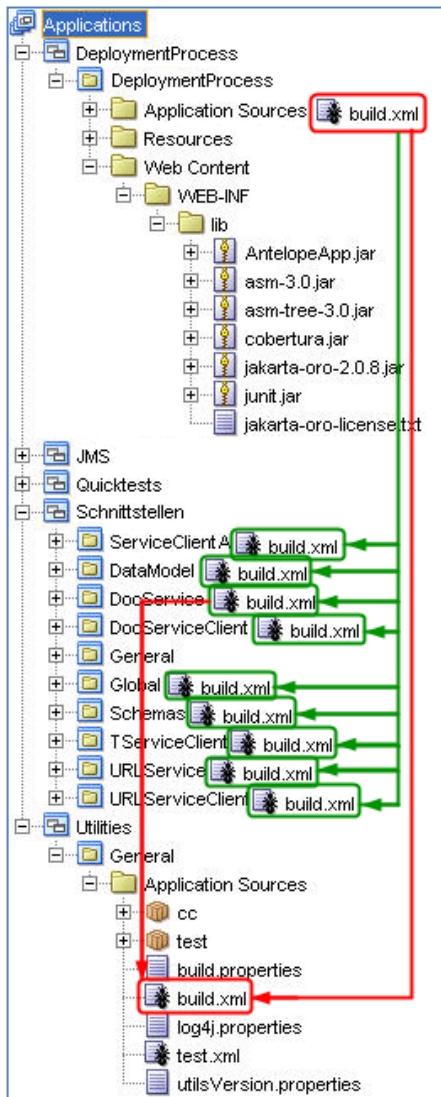 Applications
DeploymentProcess
DeploymentProcess
Application Sources build.xml
Resources
Web Content
WEB-INF
lib
AntelopeApp.jar
asm-3.0.jar
asm-tree-3.0.jar
cobertura.jar
jakarta-oro-2.0.8.jar
junit.jar
jakarta-oro-license.txt
JMS
Quicktests
Schnittstellen
ServiceClientA build.xml
DataModel build.xml
DocService build.xml
DocServiceClient build.xml
General
Global build.xml
Schemas build.xml
TServiceClient build.xml
URLService build.xml
URLServiceClient build.xml
Utilities
General
Application Sources
cc
test
build.properties
build.xml
log4j.properties
test.xml
utilsVersion.properties